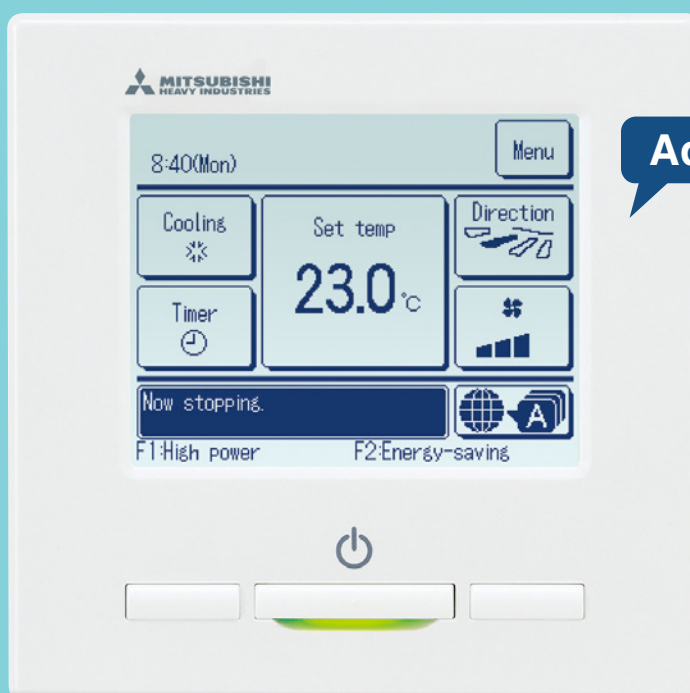 MITSUBISHI
HEAVY INDUSTRIES
8:40(Mon)
Menu
Cooling
Set temp
Direction
23.0℃
Timer
Now stopping.
A
F1:High power
F2:Energy-saving